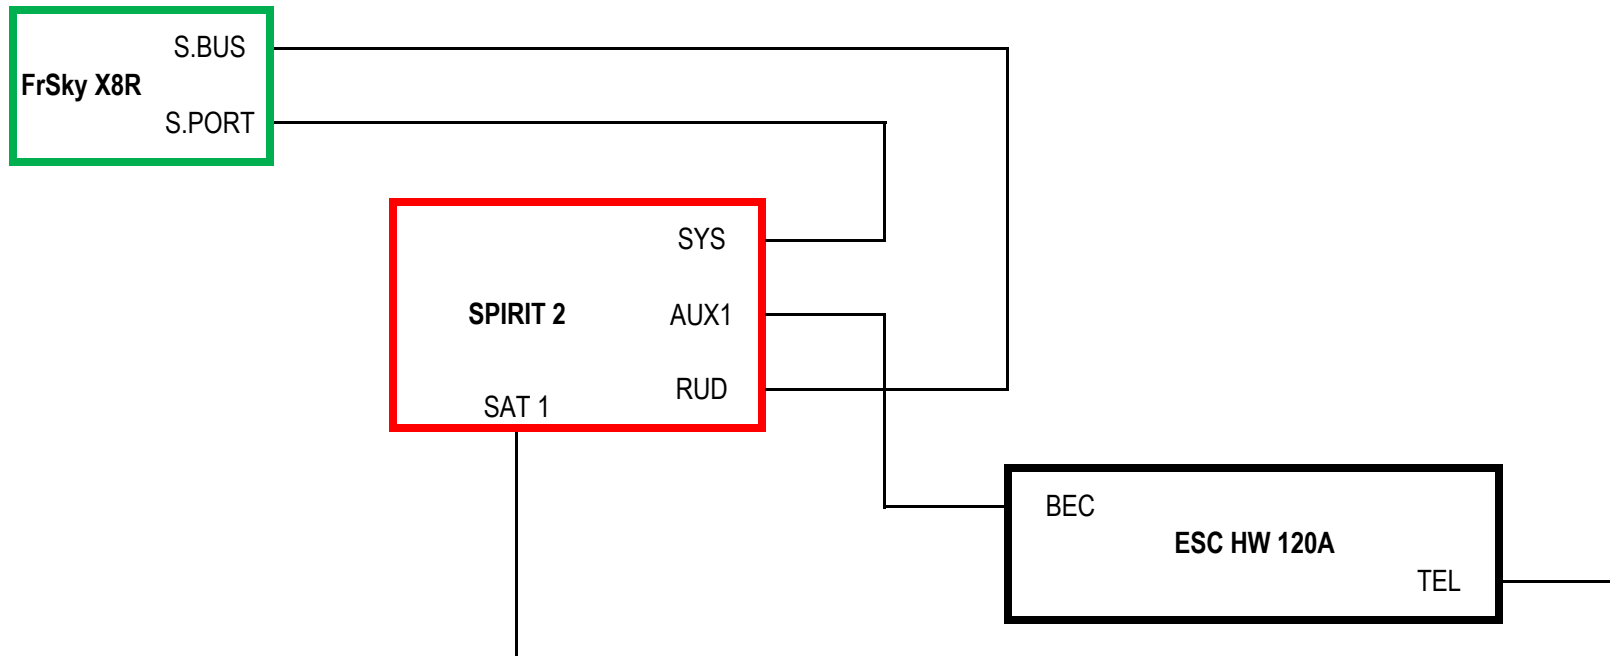 S.BUS
FrSky X8R
S.PORT
SYS
SPIRIT 2
AUX1
RUD
SAT 1
BEC
ESC HW 120A
TEL